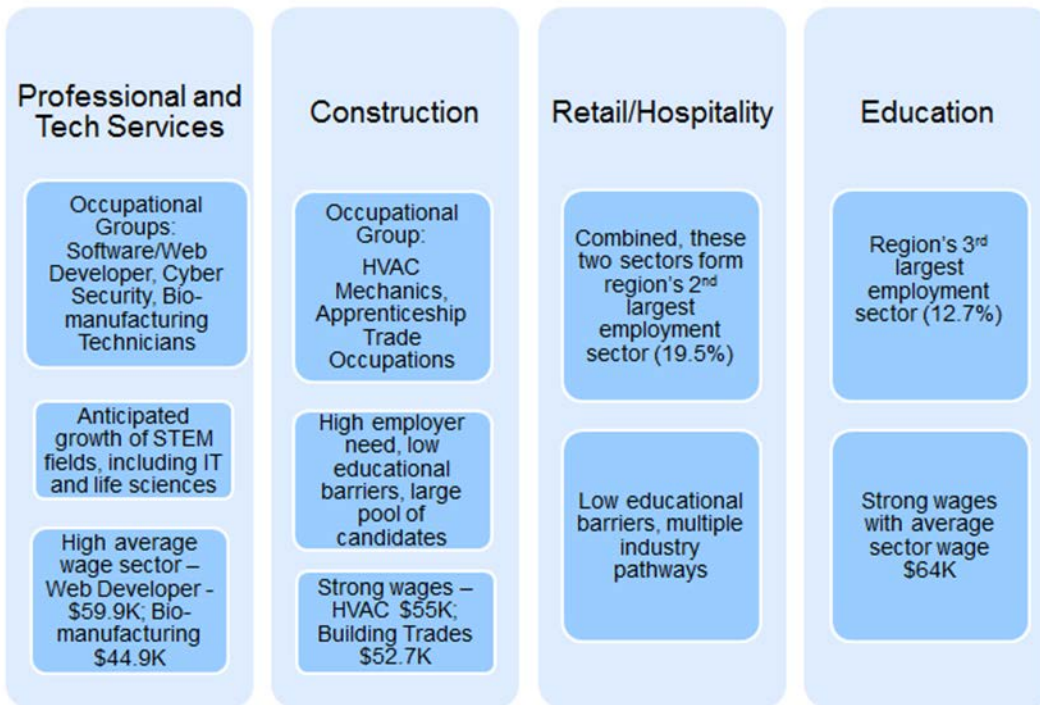 Professional and
Tech Services
Occupational
Groups:
Software/Web
Developer, Cyber
Security, Bio-
manufacturing
Technicians
Anticipated
growth of STEM
fields, including IT
and life sciences
High average
wage sector –
Web Developer -
$59.9K; Bio-
manufacturing
$44.9K
Construction
Occupational
Group:
HVAC
Mechanics,
Apprenticeship
Trade
Occupations
High employer
need, low
educational
barriers, large
pool of
candidates
Strong wages –
HVAC $55K;
Building Trades
$52.7K
Retail/Hospitality
Combined, these
two sectors form
region's 2nd
largest
employment
sector (19.5%)
Low educational
barriers, multiple
industry
pathways
Education
Region's 3rd
largest
employment
sector (12.7%)
Strong wages
with average
sector wage
$64K